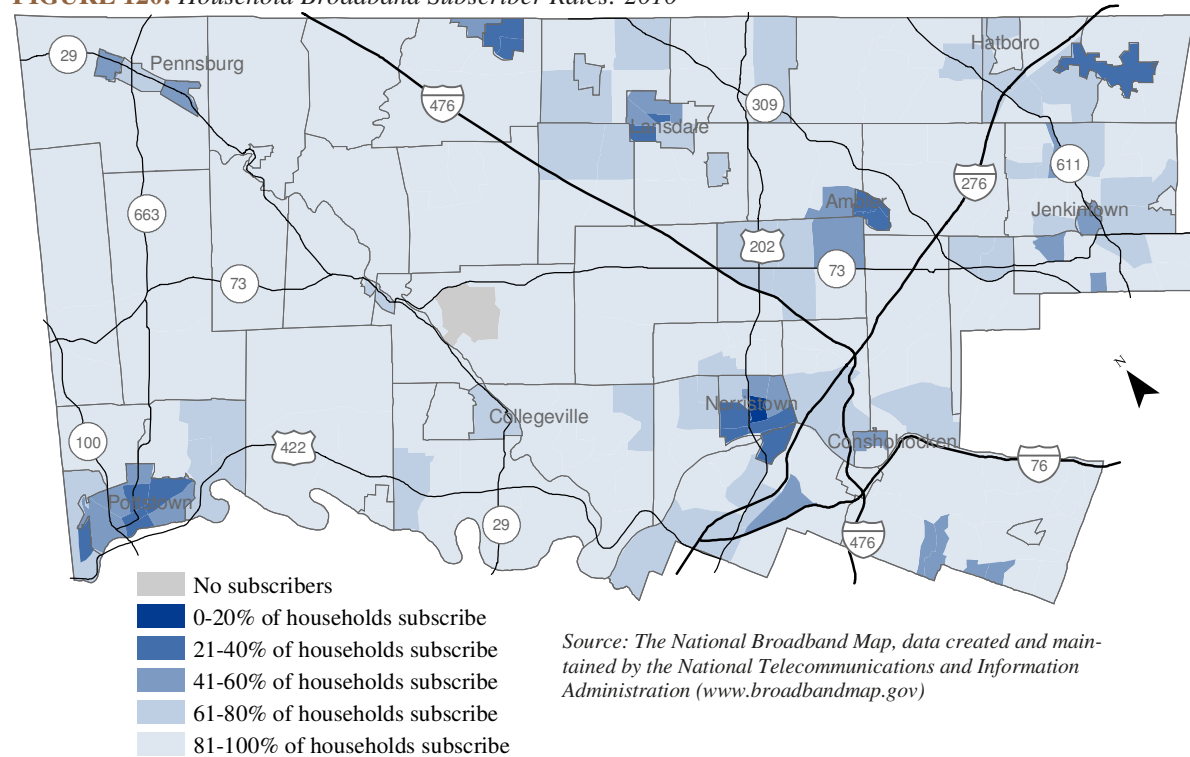 FIGURE 120: Household Broadband Subscriber Rates: 2010
29
Pennsburg
Hatboro
476
309
Lansdale
611
276
663
Ambler
Jenkintown
202
73
73
Norristown
Collegeville
100
422
Conshohocken
76
Pottstown
29
476
N
No subscribers
0-20% of households subscribe
21-40% of households subscribe
41-60% of households subscribe
61-80% of households subscribe
81-100% of households subscribe
Source: The National Broadband Map, data created and main-
tained by the National Telecommunications and Information
Administration (www.broadbandmap.gov)